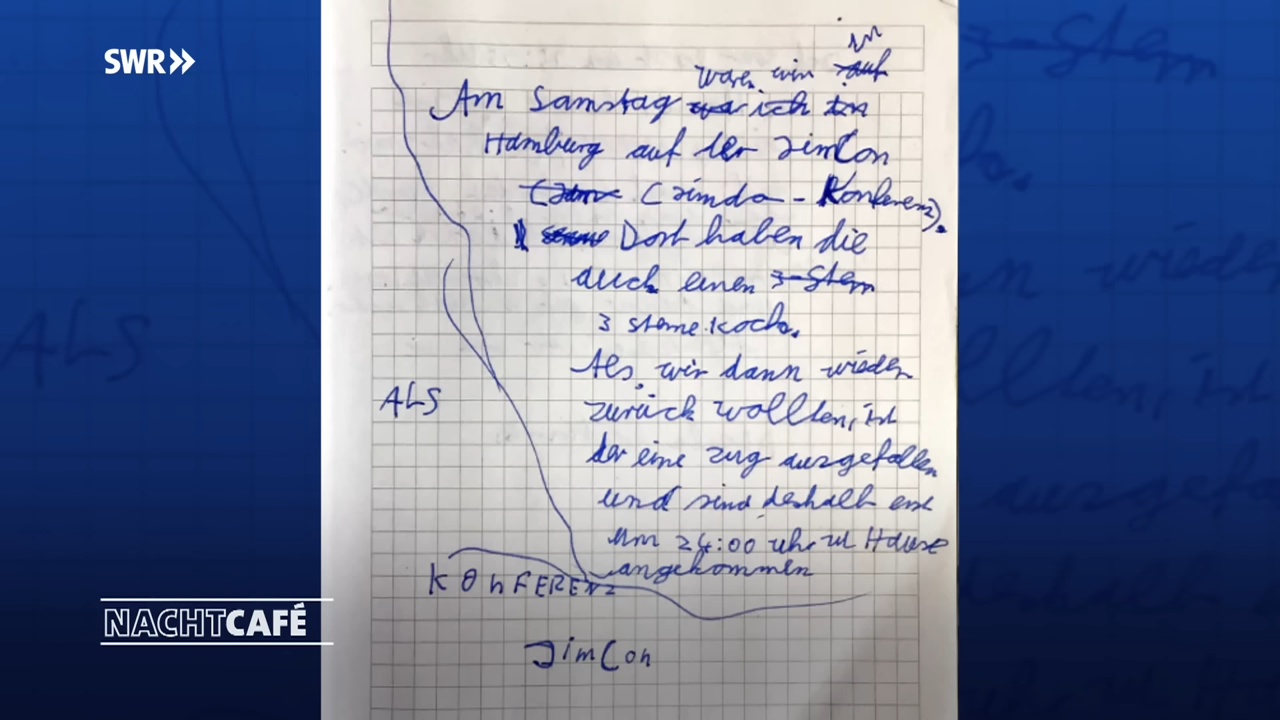 SWR»
in
waren wir auf
Am Samstag war ich in
Hamburg auf der JimCon
(Jimdo - Konferenz).
Dort haben die
auch einen 3-Stern
3 sterne koch.
Als wir dann wieder
zurück wollten, ist
der eine zug ausgefallen
und sind deshalb erst
um 24:00 uhr zu Hause
angekommen
ALS
KONFERENZ
JimCon
NACHTCAFÉ